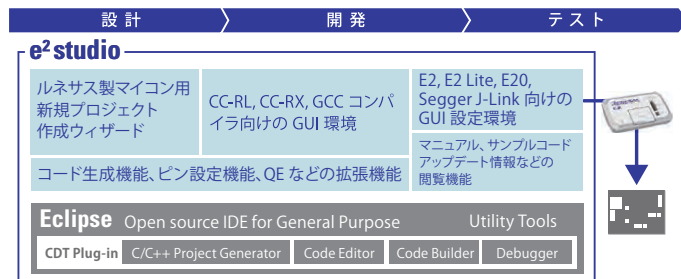 設計
開発
テスト
e² studio
ルネサス製マイコン用
新規プロジェクト
作成ウィザード
CC-RL, CC-RX, GCC コンパ
イラ向けの GUI 環境
E2, E2 Lite, E20,
Segger J-Link 向けの
GUI 設定環境
コード生成機能、ピン設定機能、QE などの拡張機能
マニュアル、サンプルコード
アップデート情報などの
閲覧機能
Eclipse Open source IDE for General Purpose Utility Tools
CDT Plug-in C/C++ Project Generator Code Editor Code Builder Debugger